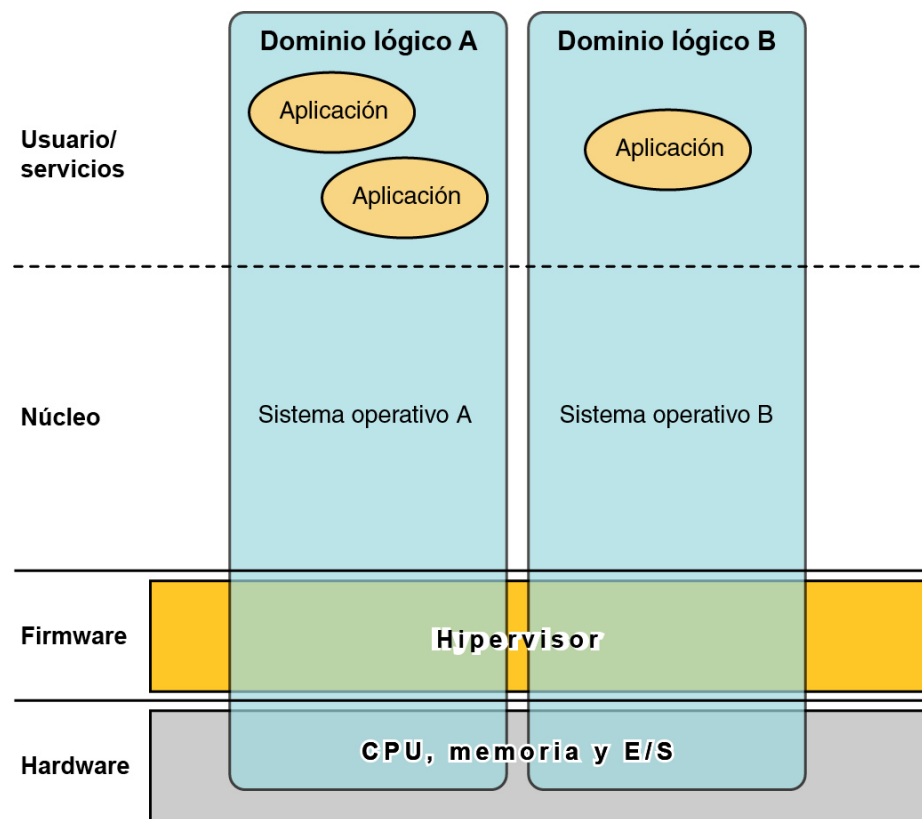 Dominio lógico A
Dominio lógico B
Aplicación
Aplicación
Aplicación
Usuario/
servicios
Núcleo
Sistema operativo A
Sistema operativo B
Firmware
Hipervisor
Hardware
CPU, memoria y E/S